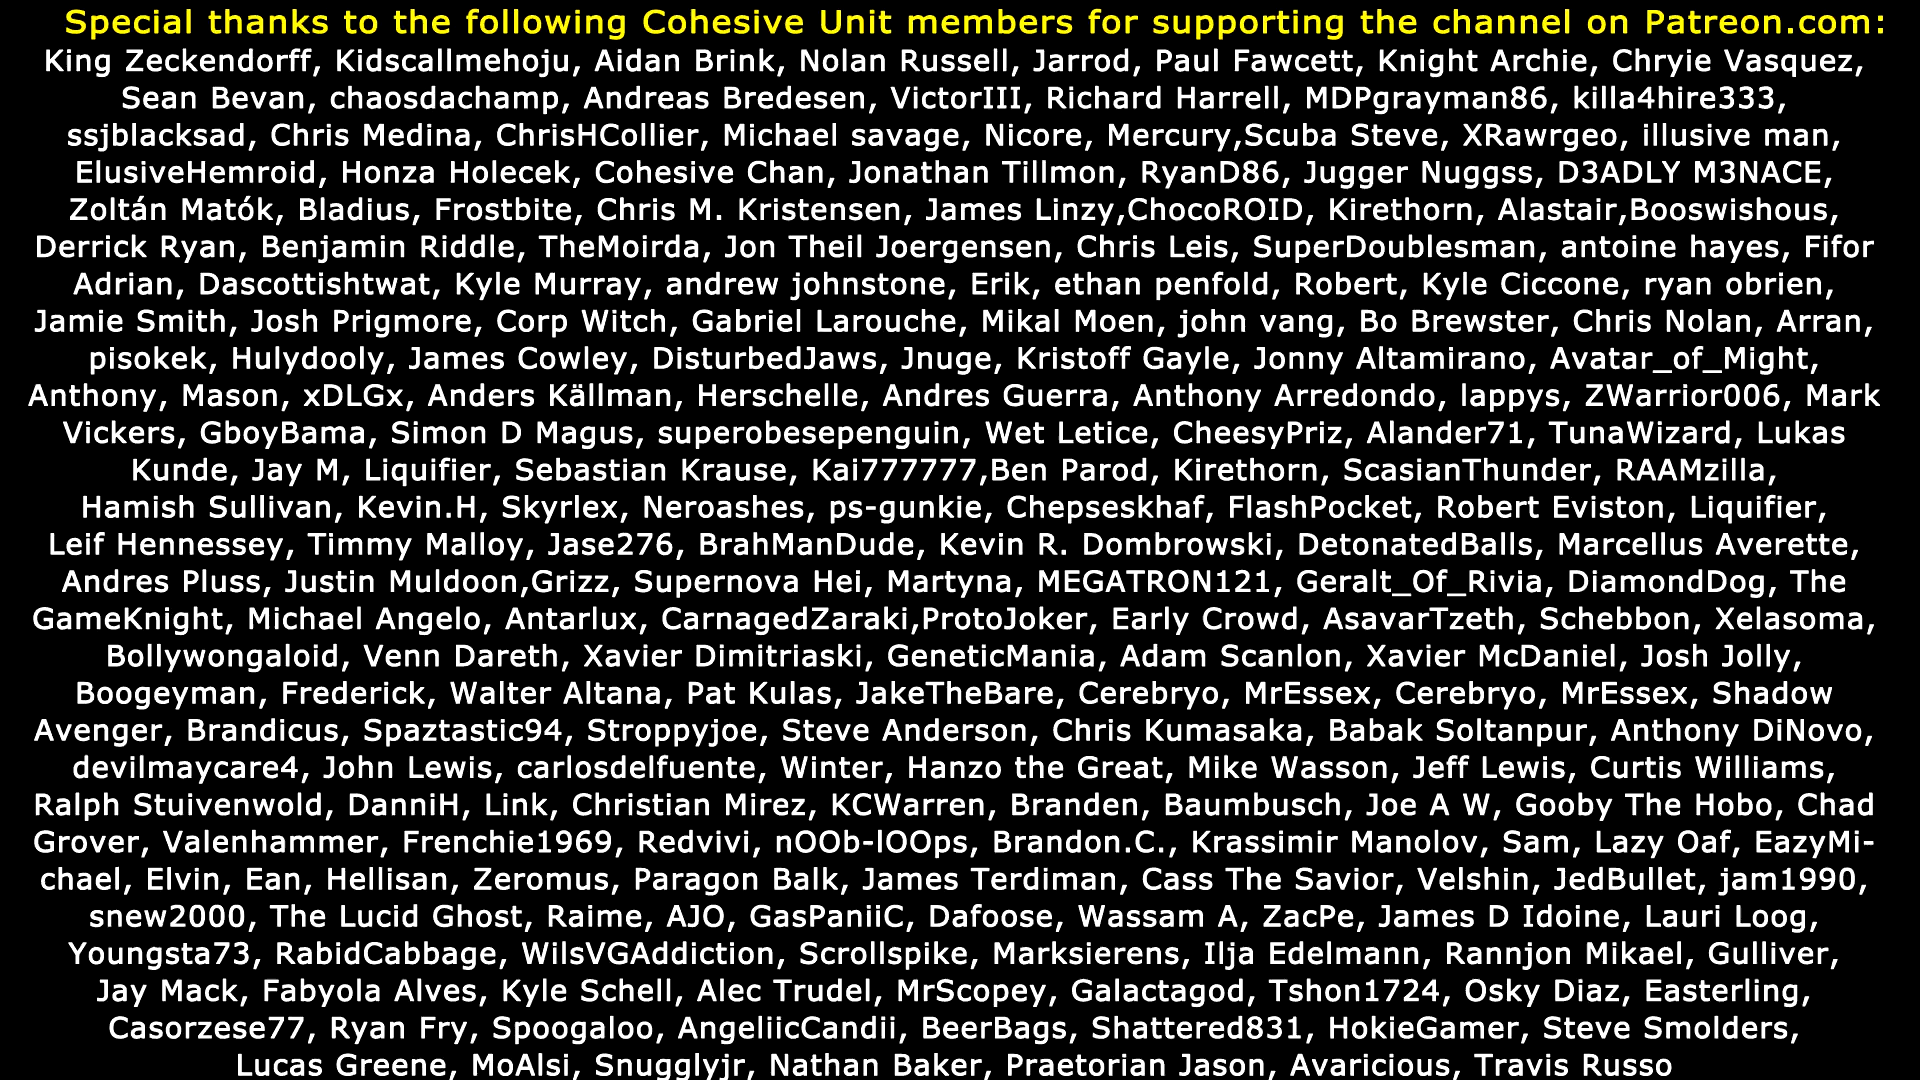 Special thanks to the following Cohesive Unit members for supporting the channel on Patreon.com:
King Zeckendorff, Kidscallmehoju, Aidan Brink, Nolan Russell, Jarrod, Paul Fawcett, Knight Archie, Chryie Vasquez,
Sean Bevan, chaosdachamp, Andreas Bredesen, VictorIII, Richard Harrell, MDPgrayman86, killa4hire333,
ssjblacksad, Chris Medina, ChrisHCollier, Michael savage, Nicore, Mercury,Scuba Steve, XRawrgeo, illusive man,
ElusiveHemroid, Honza Holecek, Cohesive Chan, Jonathan Tillmon, RyanD86, Jugger Nuggss, D3ADLY M3NACE,
Zoltán Matók, Bladius, Frostbite, Chris M. Kristensen, James Linzy,ChocoROID, Kirethorn, Alastair,Booswishous,
Derrick Ryan, Benjamin Riddle, TheMoirda, Jon Theil Joergensen, Chris Leis, SuperDoublesman, antoine hayes, Fifor
Adrian, Dascottishtwat, Kyle Murray, andrew johnstone, Erik, ethan penfold, Robert, Kyle Ciccone, ryan obrien,
Jamie Smith, Josh Prigmore, Corp Witch, Gabriel Larouche, Mikal Moen, john vang, Bo Brewster, Chris Nolan, Arran,
pisokek, Hulydooly, James Cowley, DisturbedJaws, Jnuge, Kristoff Gayle, Jonny Altamirano, Avatar_of_Might,
Anthony, Mason, xDLGx, Anders Källman, Herschelle, Andres Guerra, Anthony Arredondo, lappys, ZWarrior006, Mark
Vickers, GboyBama, Simon D Magus, superobesepenguin, Wet Letice, CheesyPriz, Alander71, TunaWizard, Lukas
Kunde, Jay M, Liquifier, Sebastian Krause, Kai777777,Ben Parod, Kirethorn, ScasianThunder, RAAMzilla,
Hamish Sullivan, Kevin.H, Skyrlex, Neroashes, ps-gunkie, Chepseskhaf, FlashPocket, Robert Eviston, Liquifier,
Leif Hennessey, Timmy Malloy, Jase276, BrahManDude, Kevin R. Dombrowski, DetonatedBalls, Marcellus Averette,
Andres Pluss, Justin Muldoon,Grizz, Supernova Hei, Martyna, MEGATRON121, Geralt_Of_Rivia, DiamondDog, The
GameKnight, Michael Angelo, Antarlux, CarnagedZaraki,ProtoJoker, Early Crowd, AsavarTzeth, Schebbon, Xelasoma,
Bollywongaloid, Venn Dareth, Xavier Dimitriaski, GeneticMania, Adam Scanlon, Xavier McDaniel, Josh Jolly,
Boogeyman, Frederick, Walter Altana, Pat Kulas, JakeTheBare, Cerebryo, MrEssex, Cerebryo, MrEssex, Shadow
Avenger, Brandicus, Spaztastic94, Stroppyjoe, Steve Anderson, Chris Kumasaka, Babak Soltanpur, Anthony DiNovo,
devilmaycare4, John Lewis, carlosdelfuente, Winter, Hanzo the Great, Mike Wasson, Jeff Lewis, Curtis Williams,
Ralph Stuivenwold, DanniH, Link, Christian Mirez, KCWarren, Branden, Baumbusch, Joe A W, Gooby The Hobo, Chad
Grover, Valenhammer, Frenchie1969, Redvivi, nOOb-lOOps, Brandon.C., Krassimir Manolov, Sam, Lazy Oaf, EazyMi-
chael, Elvin, Ean, Hellisan, Zeromus, Paragon Balk, James Terdiman, Cass The Savior, Velshin, JedBullet, jam1990,
snew2000, The Lucid Ghost, Raime, AJO, GasPaniiC, Dafoose, Wassam A, ZacPe, James D Idoine, Lauri Loog,
Youngsta73, RabidCabbage, WilsVGAddiction, Scrollspike, Marksierens, Ilja Edelmann, Rannjon Mikael, Gulliver,
Jay Mack, Fabyola Alves, Kyle Schell, Alec Trudel, MrScopey, Galactagod, Tshon1724, Osky Diaz, Easterling,
Casorzese77, Ryan Fry, Spoogaloo, AngeliicCandii, BeerBags, Shattered831, HokieGamer, Steve Smolders,
Lucas Greene, MoAlsi, Snugglyjr, Nathan Baker, Praetorian Jason, Avaricious, Travis Russo